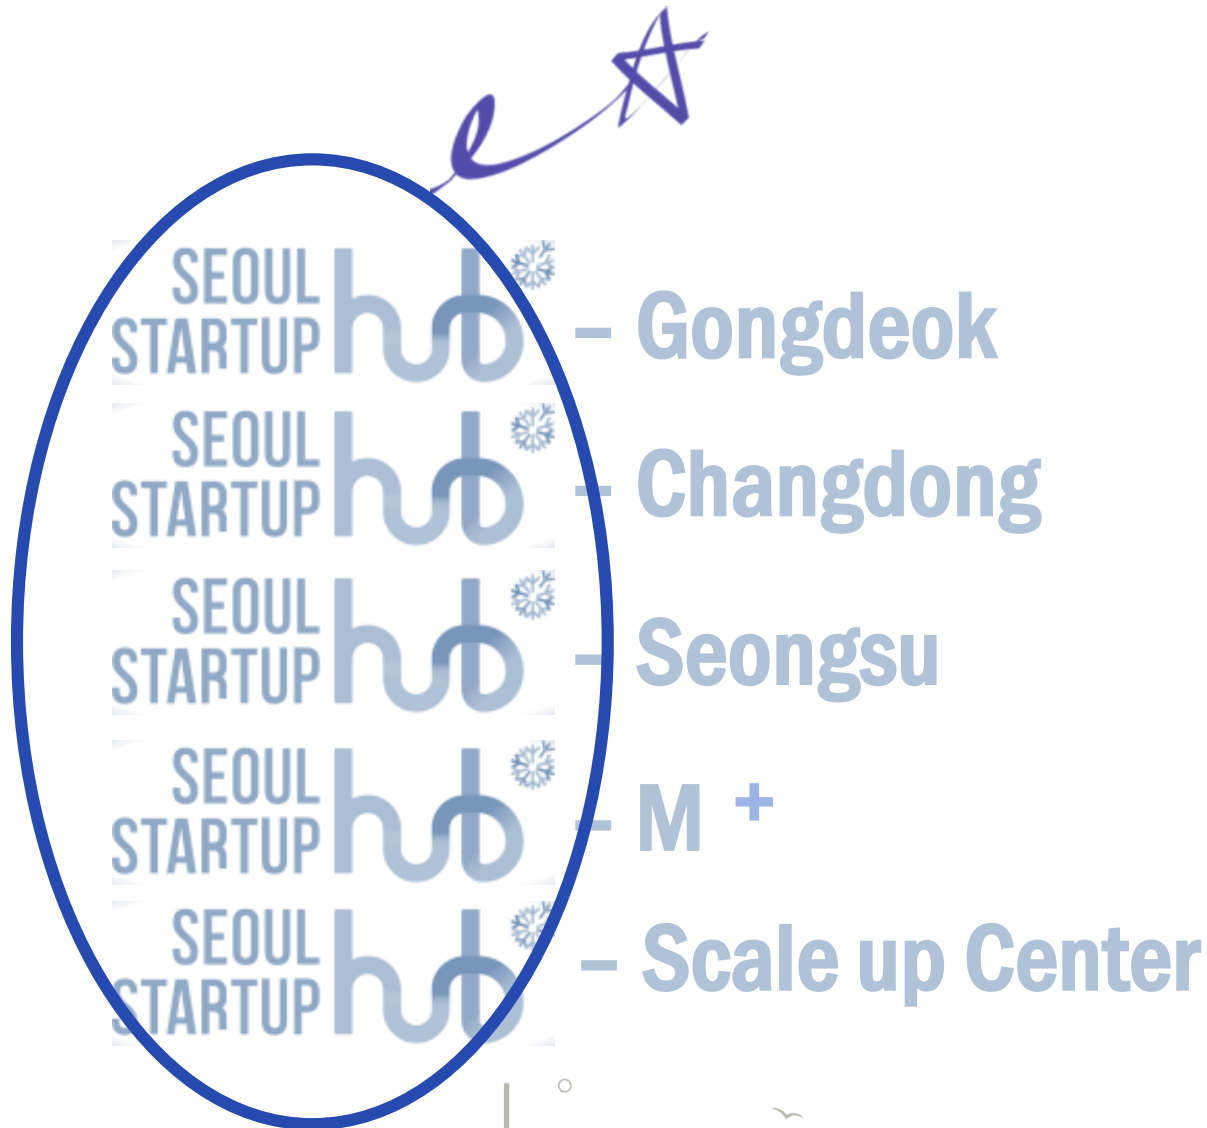 SEOUL
STARTUP hub – Gongdeok
SEOUL
STARTUP hub – Changdong
SEOUL
STARTUP hub – Seongsu
SEOUL
STARTUP hub – M +
SEOUL
STARTUP hub – Scale up Center